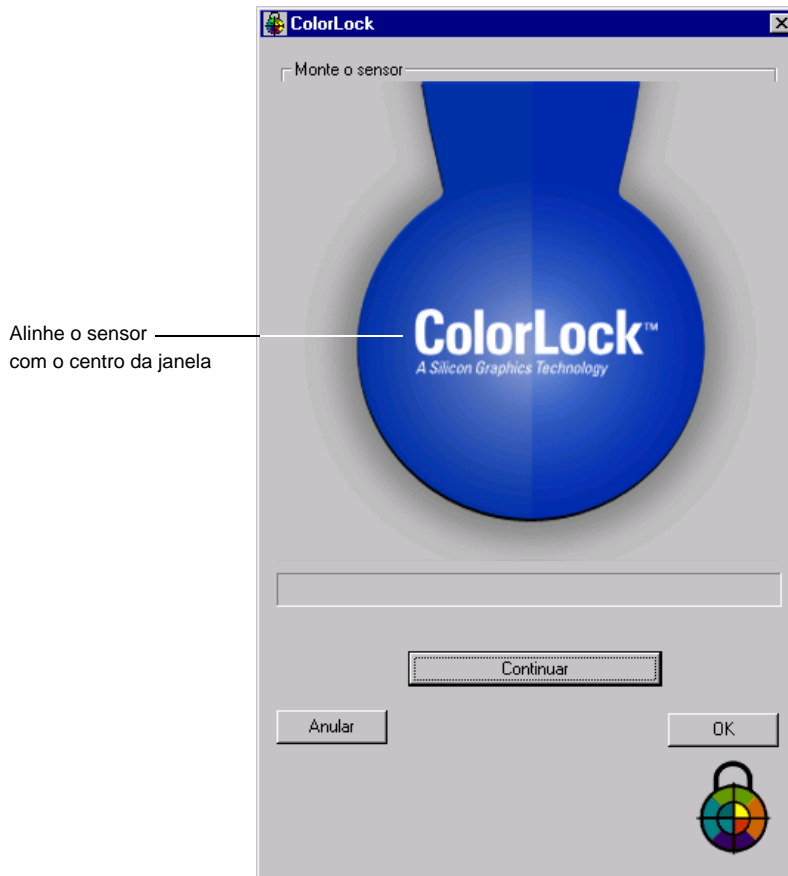 ColorLock
Monte o sensor
Alinhe o sensor
com o centro da janela
ColorLock™
A Silicon Graphics Technology
Continuar
Anular
OK